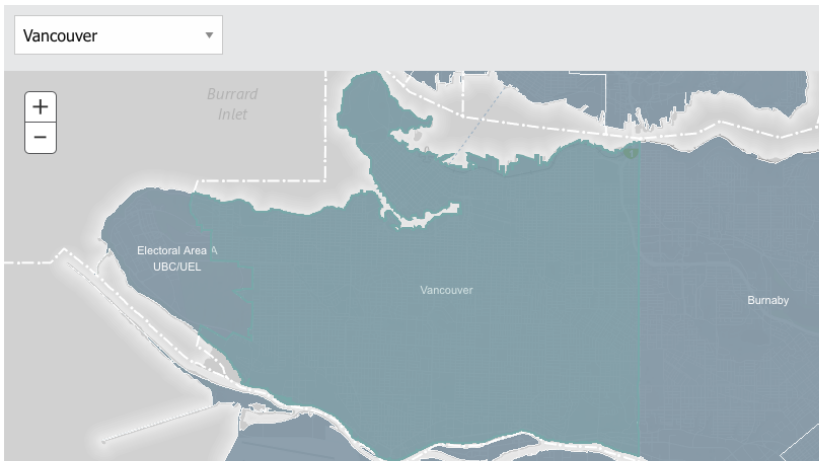 Vancouver
+
−
Burrard
Inlet
Electoral Area A
UBC/UEL
Vancouver
Burnaby